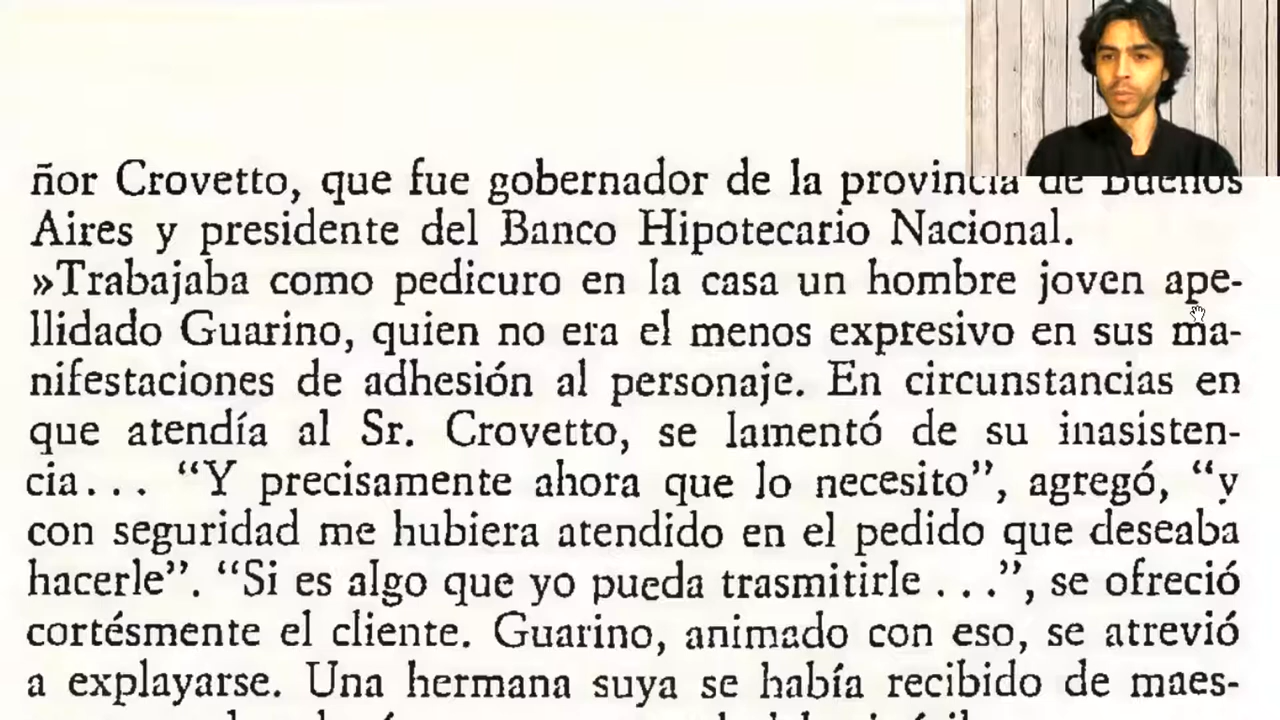 ñor Crovetto, que fue gobernador de la provincia de Buenos
Aires y presidente del Banco Hipotecario Nacional.
»Trabajaba como pedicuro en la casa un hombre joven ape-
llidado Guarino, quien no era el menos expresivo en sus ma-
nifestaciones de adhesión al personaje. En circunstancias en
que atendía al Sr. Crovetto, se lamentó de su inasisten-
cia... “Y precisamente ahora que lo necesito”, agregó, “y
con seguridad me hubiera atendido en el pedido que deseaba
hacerle”. “Si es algo que yo pueda trasmitirle . . .”, se ofreció
cortésmente el cliente. Guarino, animado con eso, se atrevió
a explayarse. Una hermana suya se había recibido de maes-